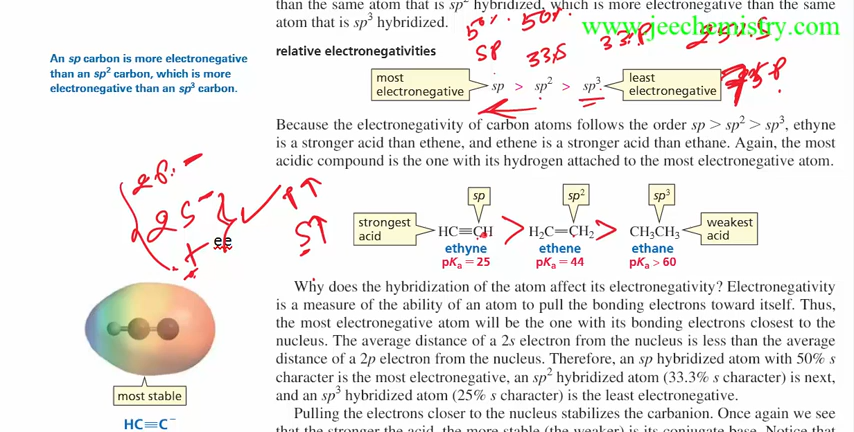 than the same atom that is sp² hybridized, which is more electronegative than the same
atom that is sp³ hybridized.
www.jeechemistry.com
50% 50%
SP 33S 33P 25% S
75P
relative electronegativities
An sp carbon is more electronegative
than an sp² carbon, which is more
electronegative than an sp³ carbon.
most
electronegative
sp > sp² > sp³
least
electronegative
Because the electronegativity of carbon atoms follows the order sp > sp² > sp³, ethyne
is a stronger acid than ethene, and ethene is a stronger acid than ethane. Again, the most
acidic compound is the one with its hydrogen attached to the most electronegative atom.
2S
ee
S↑
sp sp² sp³
strongest
acid
HC≡CH > H₂C=CH₂ > CH₃CH₃
weakest
acid
ethyne ethene ethane
pKa = 25 pKa = 44 pKa > 60
Why does the hybridization of the atom affect its electronegativity? Electronegativity
is a measure of the ability of an atom to pull the bonding electrons toward itself. Thus,
the most electronegative atom will be the one with its bonding electrons closest to the
nucleus. The average distance of a 2s electron from the nucleus is less than the average
distance of a 2p electron from the nucleus. Therefore, an sp hybridized atom with 50% s
character is the most electronegative, an sp² hybridized atom (33.3% s character) is next,
and an sp³ hybridized atom (25% s character) is the least electronegative.
Pulling the electrons closer to the nucleus stabilizes the carbanion. Once again we see
that the stronger the acid, the more stable (the weaker) is its conjugate base. Notice that
most stable
HC≡C⁻